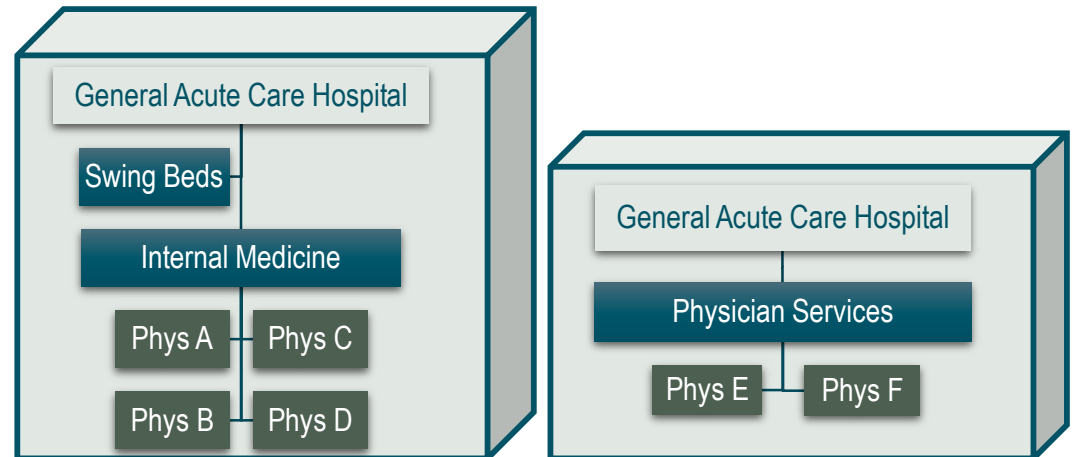 General Acute Care Hospital
Swing Beds
Internal Medicine
Phys A
Phys C
Phys B
Phys D
General Acute Care Hospital
Physician Services
Phys E
Phys F